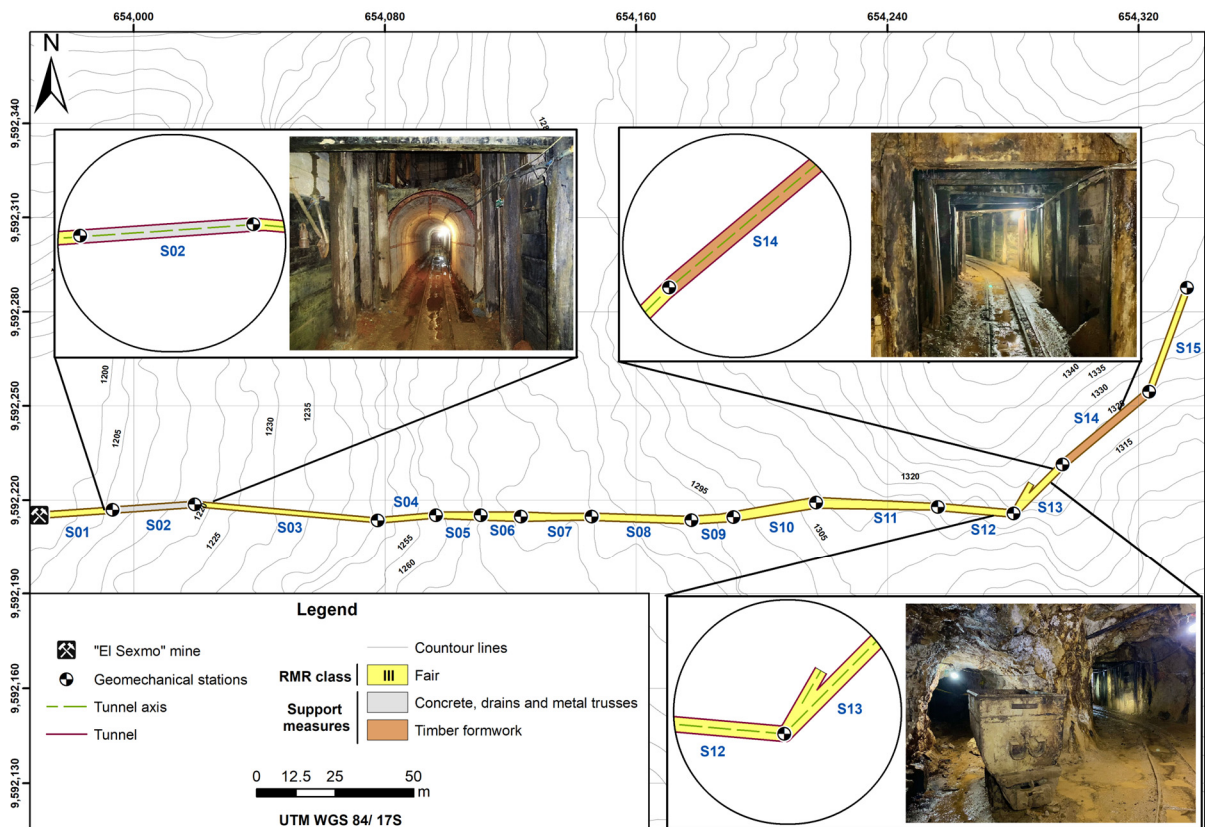 654,000
654,080
654,160
654,240
654,320
N
9,592,340
9,592,310
9,592,280
9,592,250
9,592,220
9,592,190
9,592,160
9,592,130
S02
S14
S15
S14
1200
1205
1230
1235
1340
1335
1330
1325
1315
1320
1295
1305
S01
S02
1220
1225
S03
S04
1255
1260
S05
S06
S07
S08
S09
S10
S11
S12
S13
Legend
"El Sexmo" mine
Geomechanical stations
Tunnel axis
Tunnel
Countour lines
RMR class
III
Fair
Support
measures
Concrete, drains and metal trusses
Timber formwork
0 12.5 25 50
m
UTM WGS 84/ 17S
S12
S13